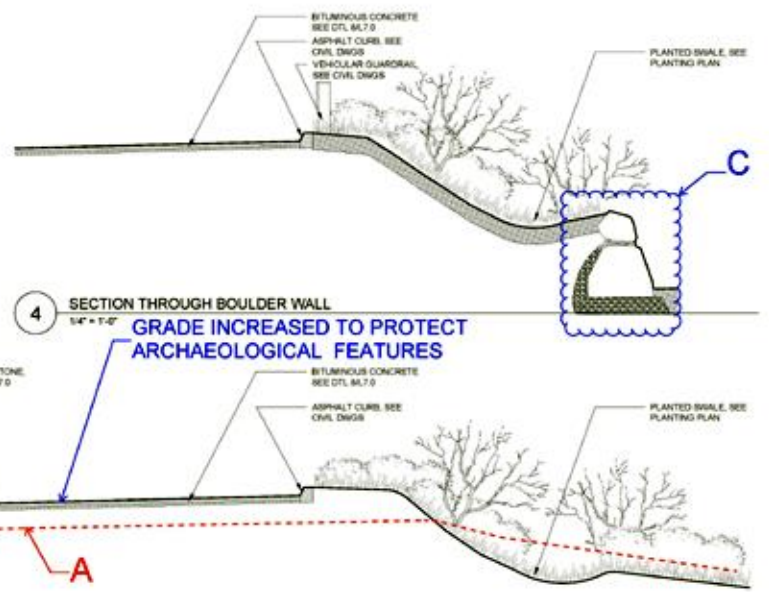 BITUMINOUS CONCRETE
SEE DTL 8/L7.0
ASPHALT CURB, SEE
CIVIL DWGS
VEHICULAR GUARDRAIL,
SEE CIVIL DWGS
PLANTED SWALE, SEE
PLANTING PLAN
C
4
SECTION THROUGH BOULDER WALL
1/4" = 1'-0"
GRADE INCREASED TO PROTECT
ARCHAEOLOGICAL FEATURES
TONE,
7.0
BITUMINOUS CONCRETE
SEE DTL 8/L7.0
ASPHALT CURB, SEE
CIVIL DWGS
PLANTED SWALE, SEE
PLANTING PLAN
A